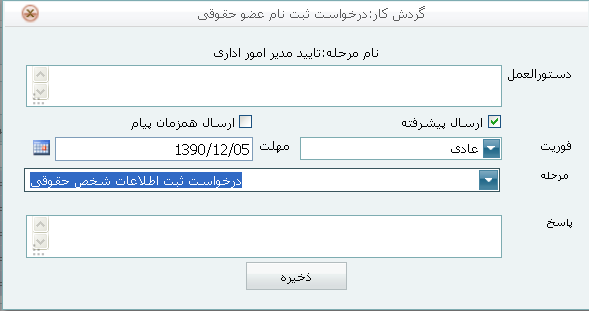 گردش کار:درخواست ثبت نام عضو حقوقی
نام مرحله:تایید مدیر امور اداری
دستورالعمل
ارسال پیشرفته ارسال همزمان پیام
فوریت عادی مهلت 1390/12/05
مرحله درخواست ثبت اطلاعات شخص حقوقی
پاسخ
ذخیره